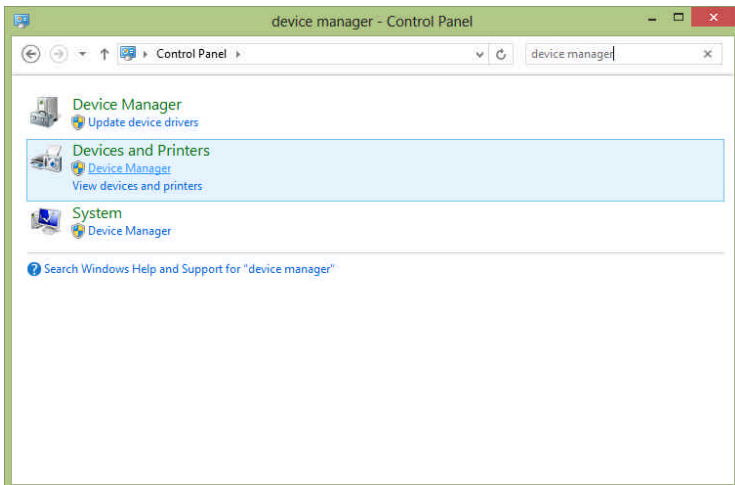 device manager - Control Panel
Control Panel
device manager
Device Manager
Update device drivers
Devices and Printers
Device Manager
View devices and printers
System
Device Manager
Search Windows Help and Support for "device manager"